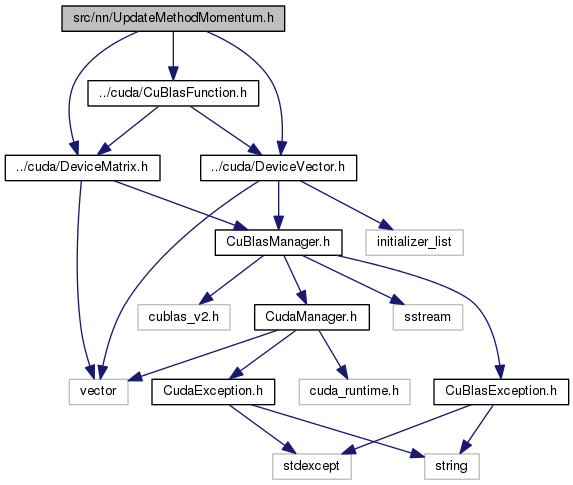 src/nn/UpdateMethodMomentum.h
../cuda/CuBlasFunction.h
../cuda/DeviceMatrix.h
../cuda/DeviceVector.h
CuBlasManager.h
initializer_list
cublas_v2.h
CudaManager.h
sstream
vector
CudaException.h
cuda_runtime.h
CuBlasException.h
stdexcept
string